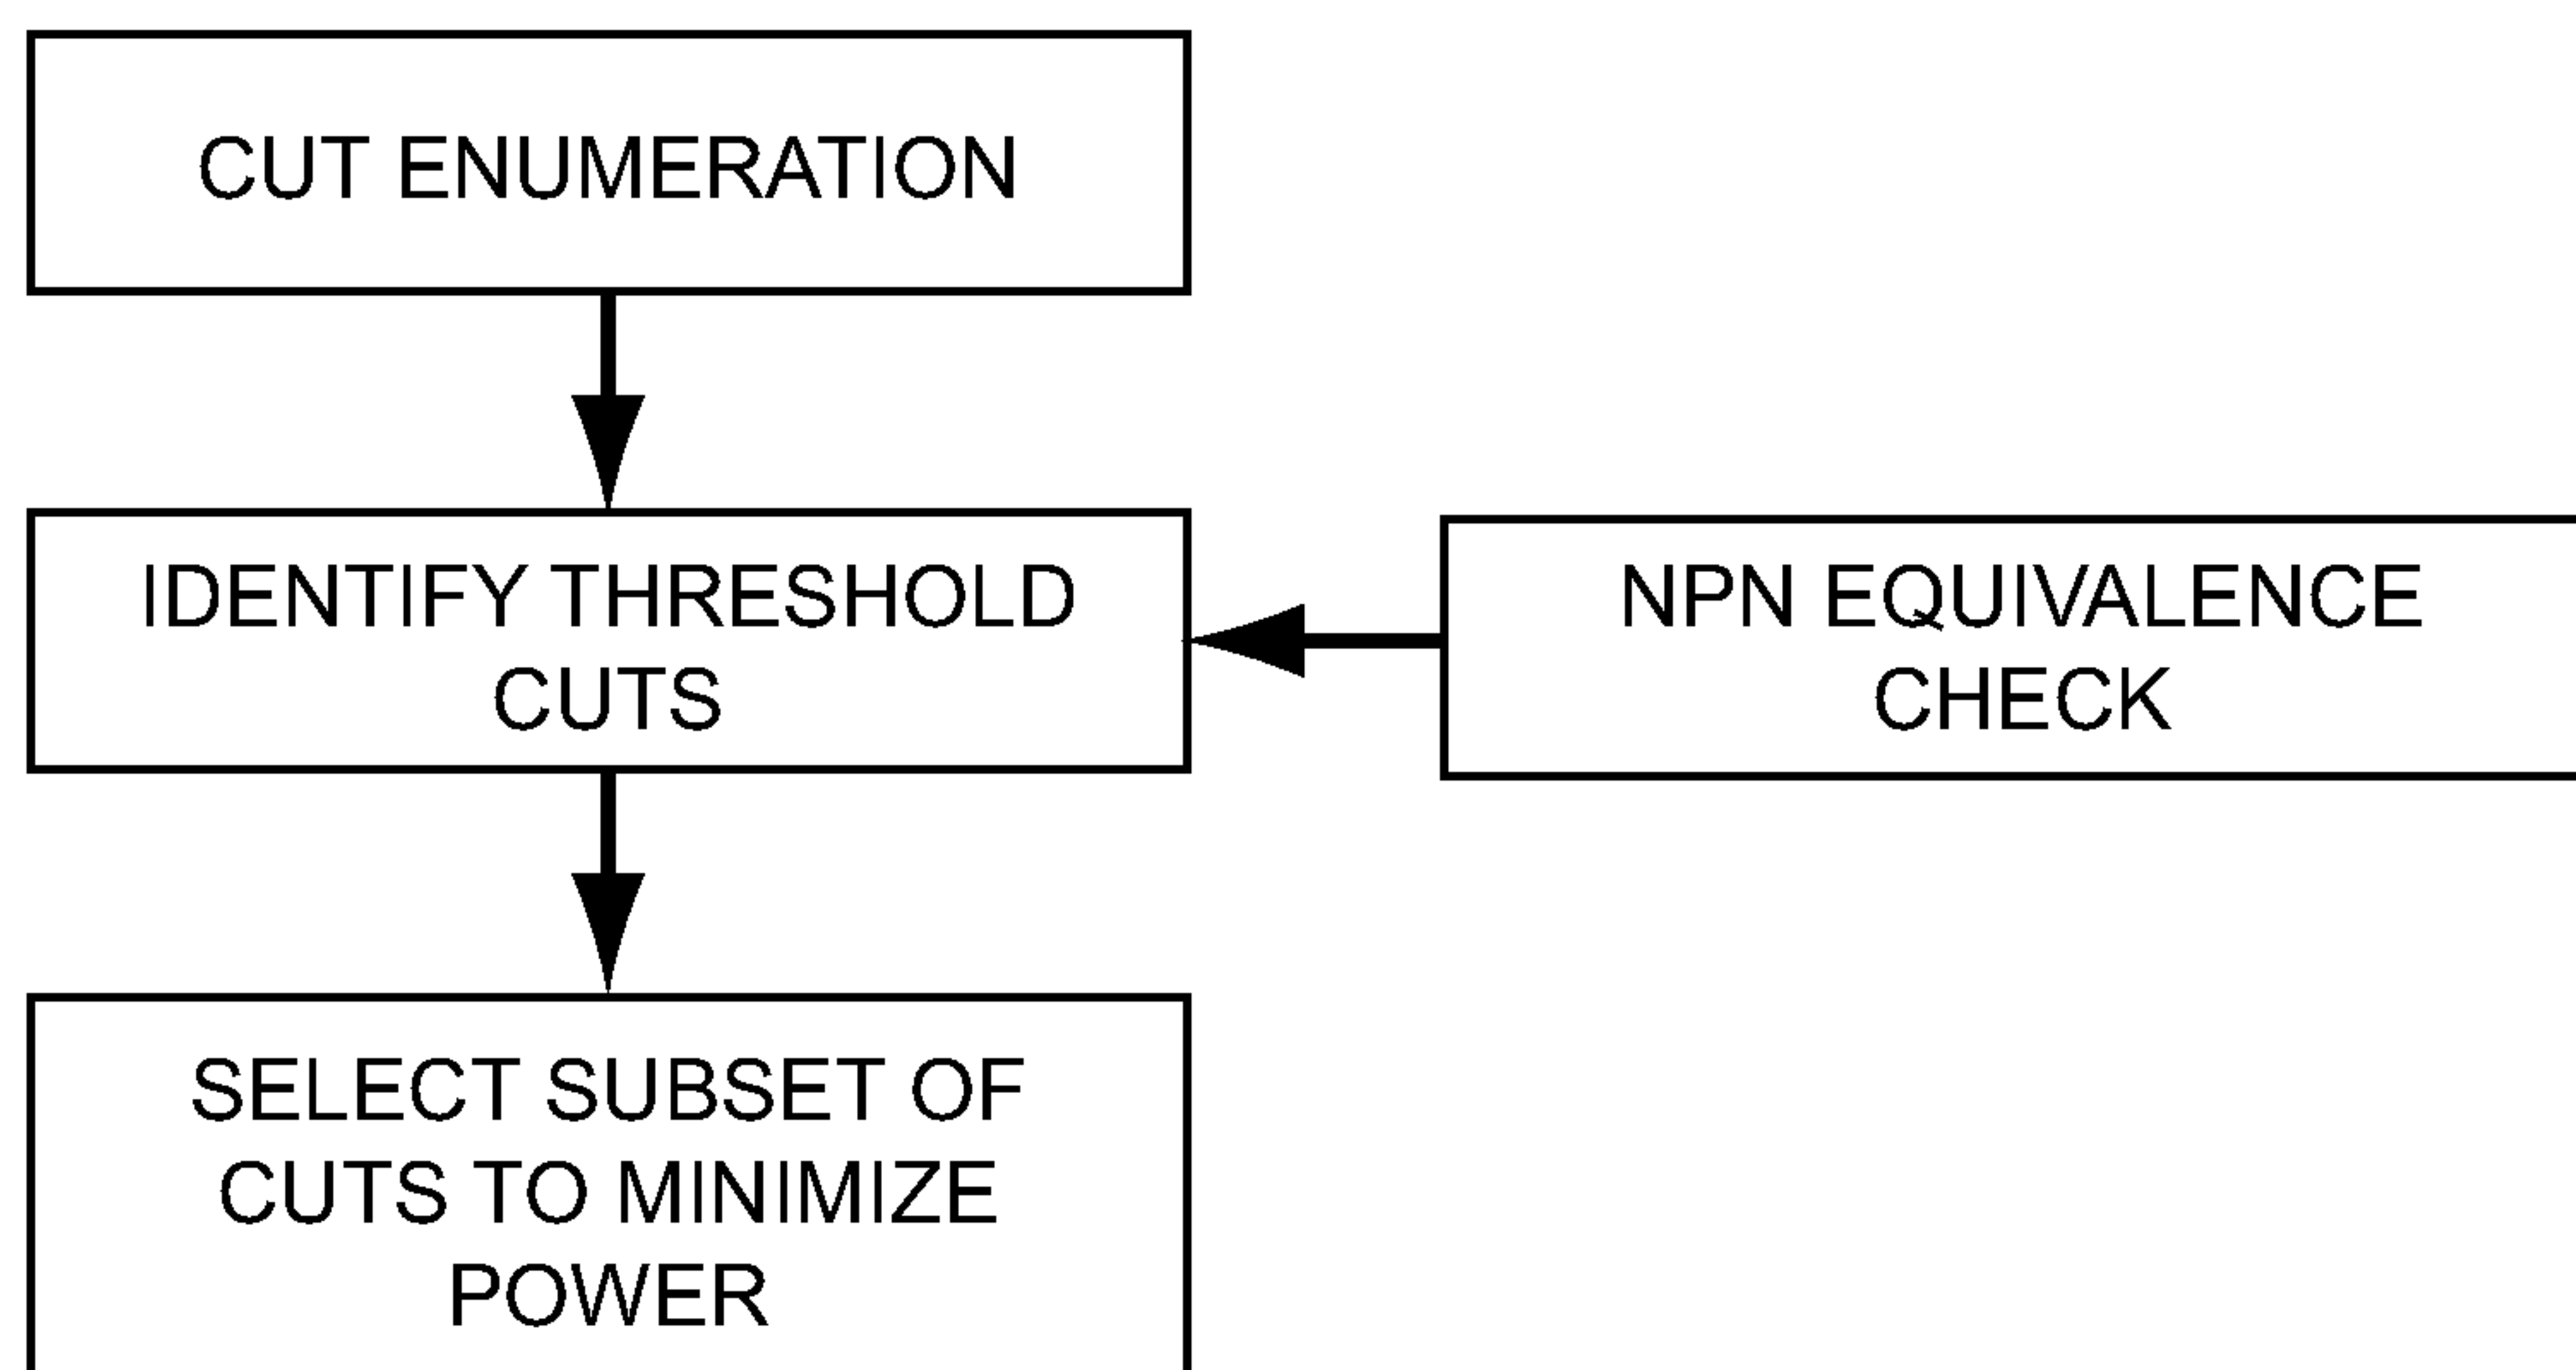 CUT ENUMERATION
IDENTIFY THRESHOLD
CUTS
NPN EQUIVALENCE
CHECK
SELECT SUBSET OF
CUTS TO MINIMIZE
POWER